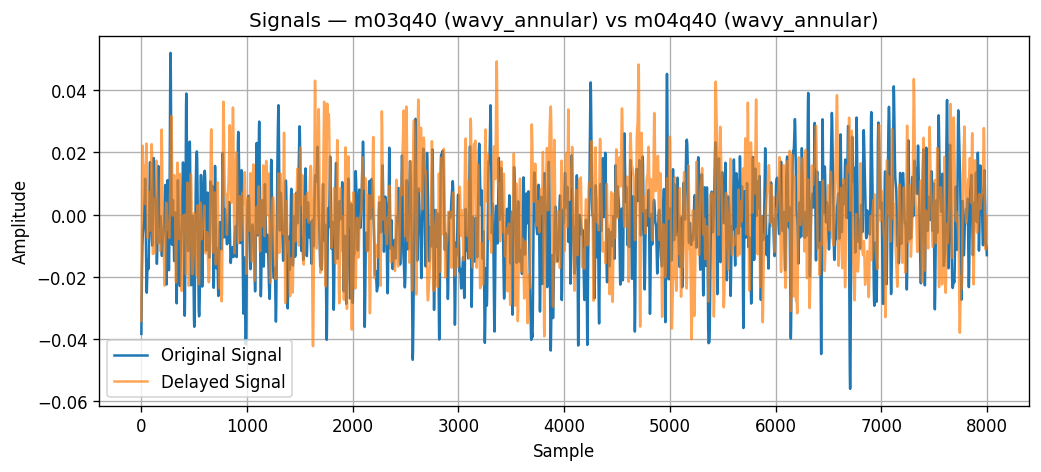 Signals — m03q40 (wavy_annular) vs m04q40 (wavy_annular)
0.04
0.02
0.00
−0.02
−0.04
−0.06
Amplitude
Original Signal
Delayed Signal
0 1000 2000 3000 4000 5000 6000 7000 8000
Sample